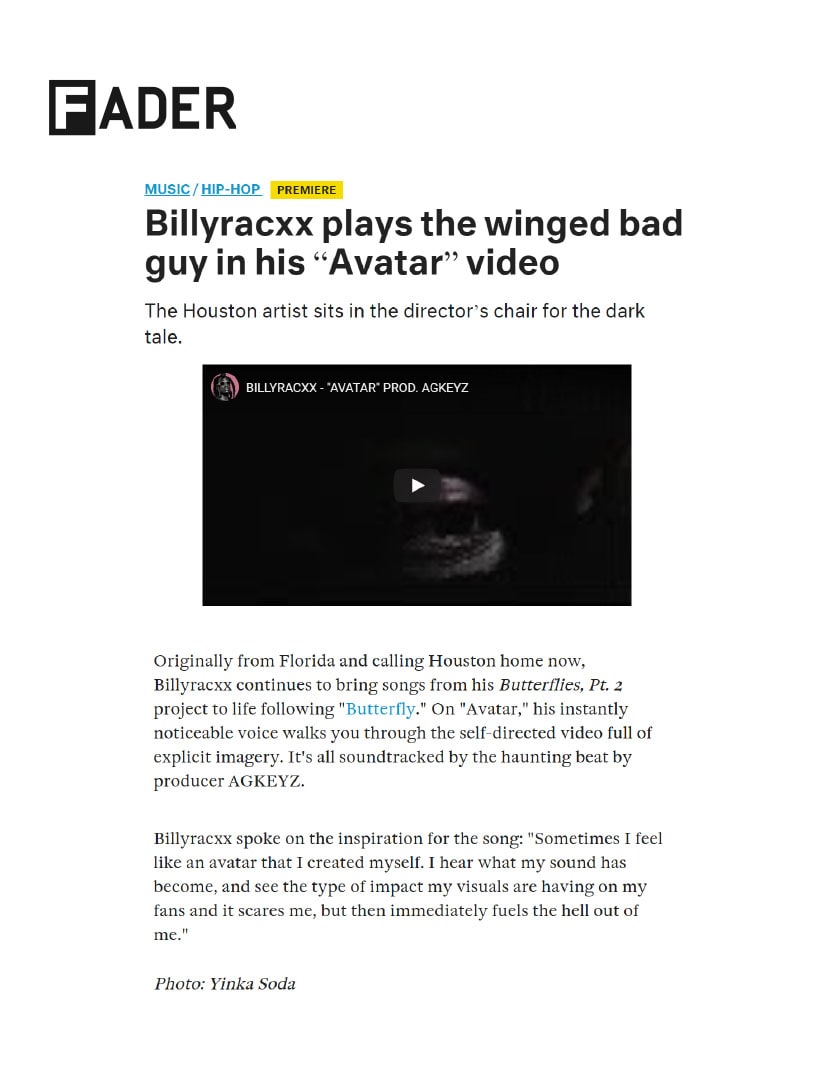 FADER
MUSIC / HIP-HOP PREMIERE
Billyracxx plays the winged bad
guy in his “Avatar” video
The Houston artist sits in the director’s chair for the dark
tale.
BILLYRACXX - "AVATAR" PROD. AGKEYZ
Originally from Florida and calling Houston home now,
Billyracxx continues to bring songs from his Butterflies, Pt. 2
project to life following "Butterfly." On "Avatar," his instantly
noticeable voice walks you through the self-directed video full of
explicit imagery. It's all soundtracked by the haunting beat by
producer AGKEYZ.
Billyracxx spoke on the inspiration for the song: "Sometimes I feel
like an avatar that I created myself. I hear what my sound has
become, and see the type of impact my visuals are having on my
fans and it scares me, but then immediately fuels the hell out of
me."
Photo: Yinka Soda